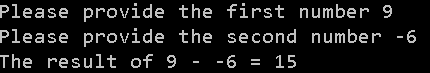 Please provide the first number 9
Please provide the second number -6
The result of 9 - -6 = 15